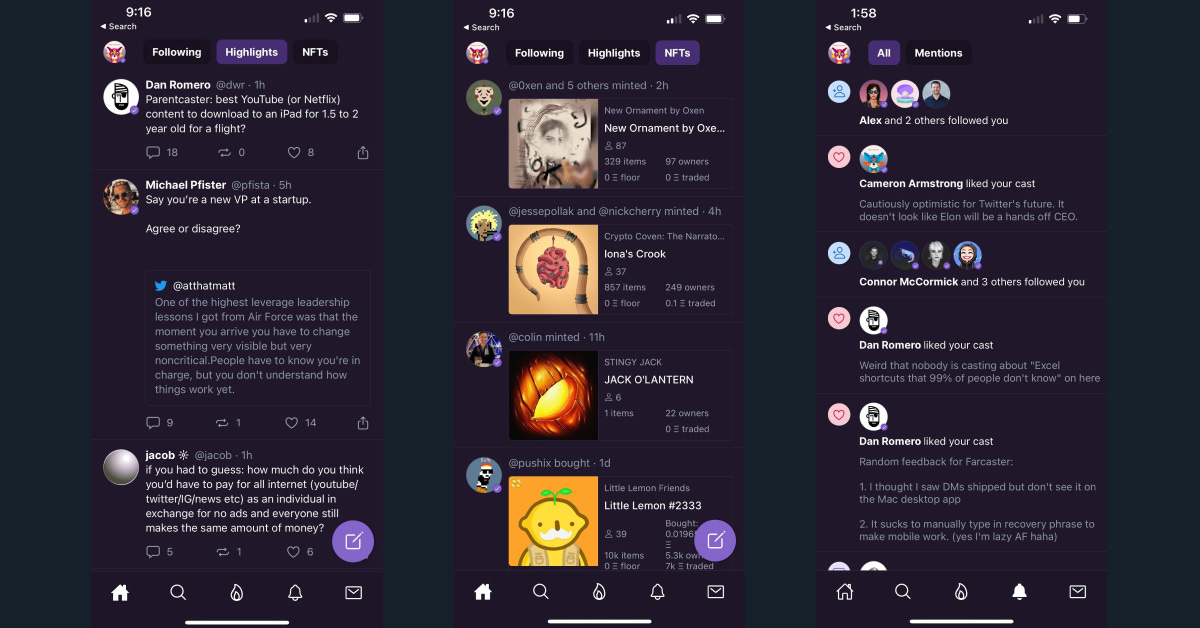 9:16
Search
Following
Highlights
NFTs
Dan Romero @dwr · 1h
Parentcaster: best YouTube (or Netflix)
content to download to an iPad for 1.5 to 2
year old for a flight?
18
0
8
Michael Pfister @pfista · 5h
Say you're a new VP at a startup.
Agree or disagree?
@atthatmatt
One of the highest leverage leadership
lessons I got from Air Force was that the
moment you arrive you have to change
something very visible but very
noncritical.People have to know you're in
charge, but you don't understand how
things work yet.
9
1
14
jacob @jacob · 1h
if you had to guess: how much do you think
you'd have to pay for all internet (youtube/
twitter/IG/news etc) as an individual in
exchange for no ads and everyone still
makes the same amount of money?
5
1
6
9:16
Search
Following
Highlights
NFTs
@0xen and 5 others minted · 2h
New Ornament by Oxen
New Ornament by Oxe...
87
329 items
97 owners
0 Ξ floor
0 Ξ traded
@jessepollak and @nickcherry minted · 4h
Crypto Coven: The Narrato...
Iona's Crook
37
857 items
249 owners
0 Ξ floor
0.1 Ξ traded
@colin minted · 11h
STINGY JACK
JACK O'LANTERN
6
1 items
22 owners
0 Ξ traded
@pushix bought · 1d
Little Lemon Friends
Little Lemon #2333
39
Bought:
0.0196
Ξ
10k items
5.3k own
0 Ξ floor
7k Ξ traded
1:58
Search
All
Mentions
Alex and 2 others followed you
Cameron Armstrong liked your cast
Cautiously optimistic for Twitter's future. It
doesn't look like Elon will be a hands off CEO.
Connor McCormick and 3 others followed you
Dan Romero liked your cast
Weird that nobody is casting about "Excel
shortcuts that 99% of people don't know" on here
Dan Romero liked your cast
Random feedback for Farcaster:
1. I thought I saw DMs shipped but don't see it on
the Mac desktop app
2. It sucks to manually type in recovery phrase to
make mobile work. (yes I'm lazy AF haha)